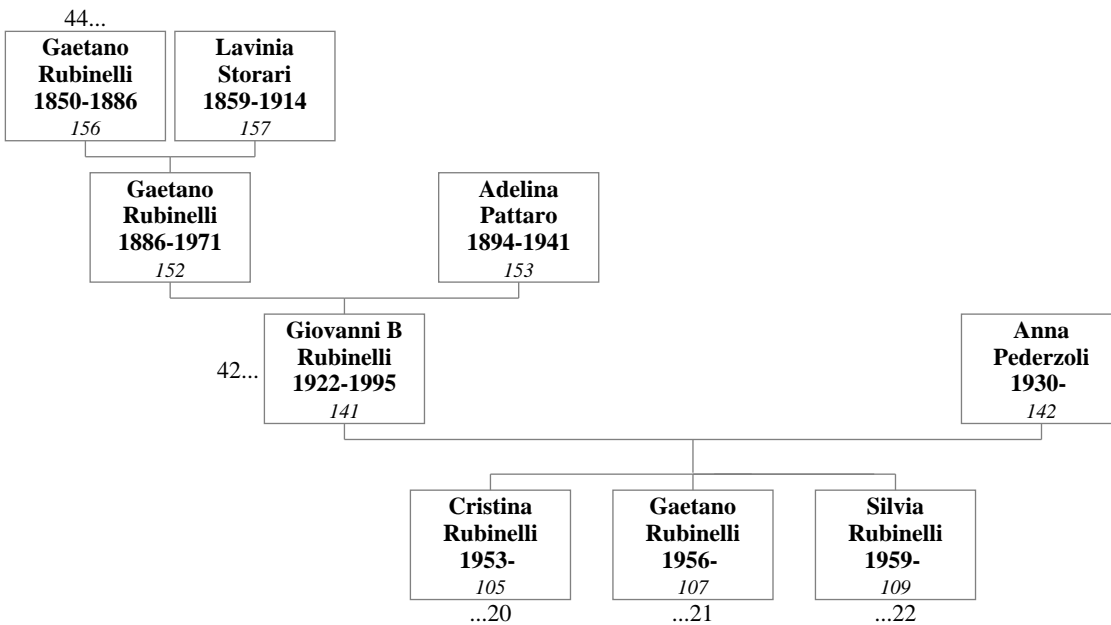 44...
Gaetano
Rubinelli
1850-1886
156
Lavinia
Storari
1859-1914
157
Gaetano
Rubinelli
1886-1971
152
Adelina
Pattaro
1894-1941
153
42...
Giovanni B
Rubinelli
1922-1995
141
Anna
Pederzoli
1930-
142
Cristina
Rubinelli
1953-
105
...20
Gaetano
Rubinelli
1956-
107
...21
Silvia
Rubinelli
1959-
109
...22